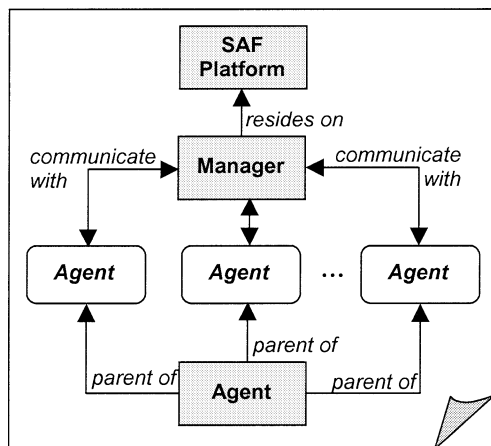 SAF
Platform
resides on
communicate
with
Manager
communicate
with
Agent
Agent
...
Agent
parent of
parent of
Agent
parent of